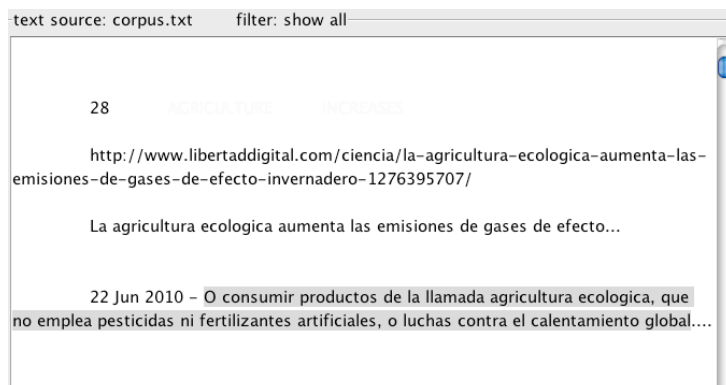 text source: corpus.txt filter: show all
28 AGRICULTURE INCREASES
http://www.libertaddigital.com/ciencia/la-agricultura-ecologica-aumenta-las-
emisiones-de-gases-de-efecto-invernadero-1276395707/
La agricultura ecologica aumenta las emisiones de gases de efecto...
22 Jun 2010 – O consumir productos de la llamada agricultura ecologica, que
no emplea pesticidas ni fertilizantes artificiales, o luchas contra el calentamiento global....